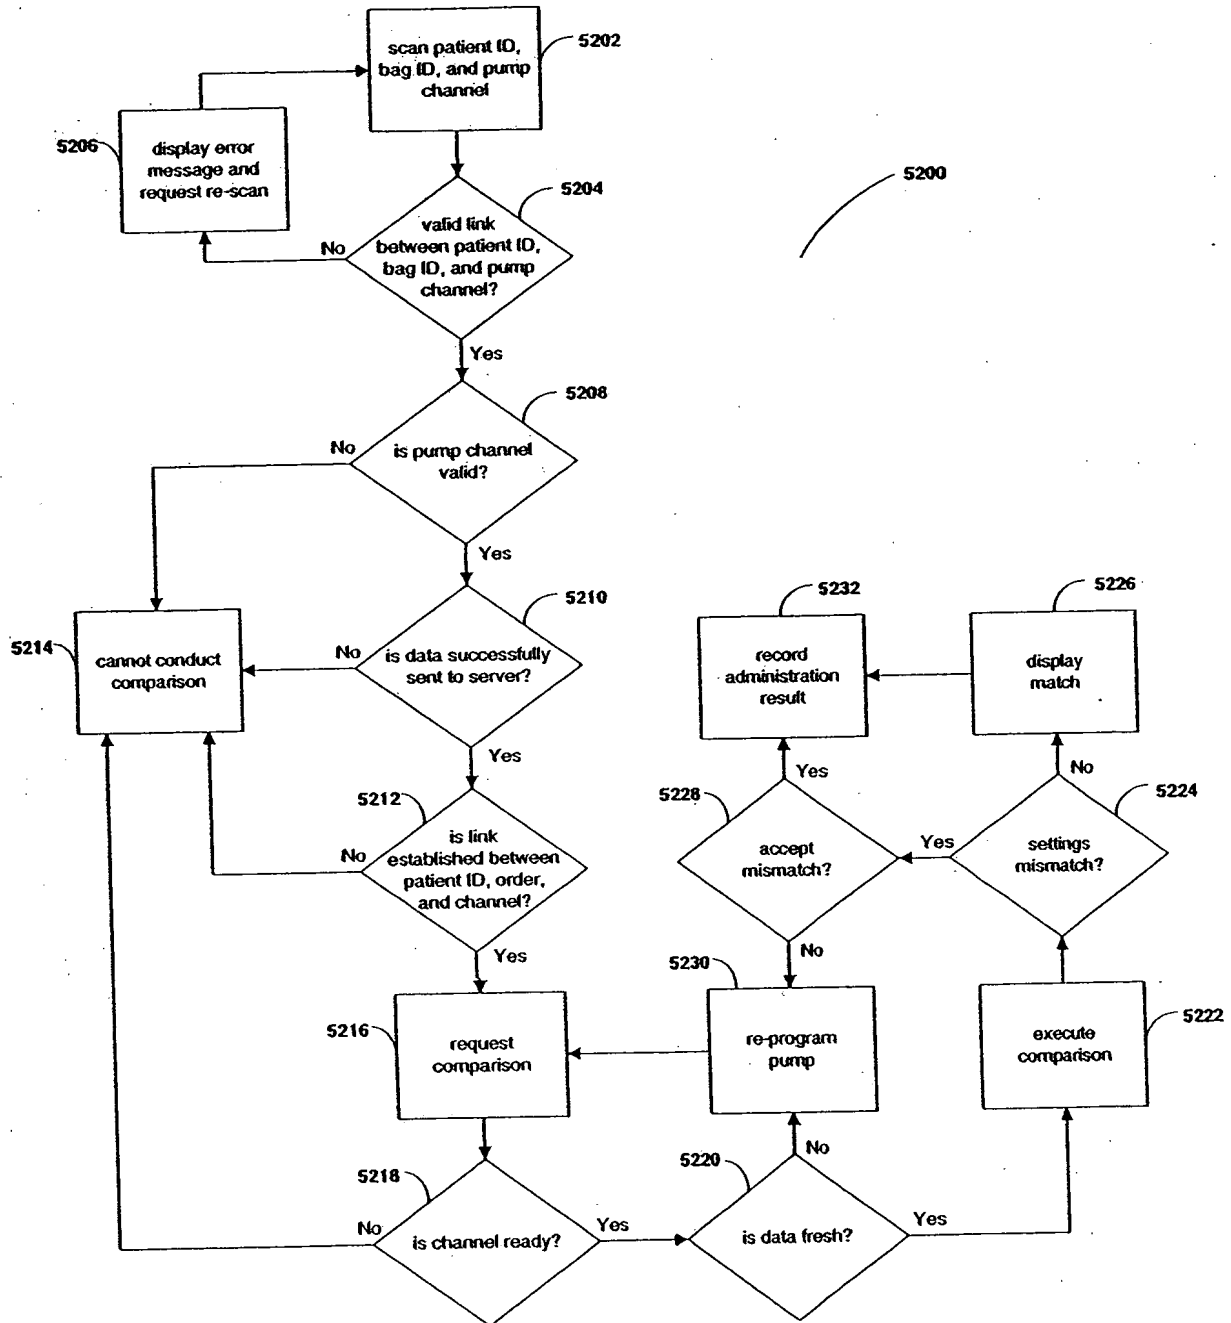 scan patient ID,
bag ID, and pump
channel
5202
5206
display error
message and
request re-scan
5204
5200
valid link
between patient ID,
bag ID, and pump
channel?
No
Yes
5208
No
is pump channel
valid?
Yes
5210
5232
5226
5214
cannot conduct
comparison
No
is data successfully
sent to server?
record
administration
result
display
match
Yes
Yes
No
5212
5228
5224
No
is link
established between
patient ID, order,
and channel?
accept
mismatch?
Yes
settings
mismatch?
Yes
No
5230
5216
request
comparison
re-program
pump
execute
comparison
5222
5218
5220
No
No
is channel ready?
Yes
is data fresh?
Yes